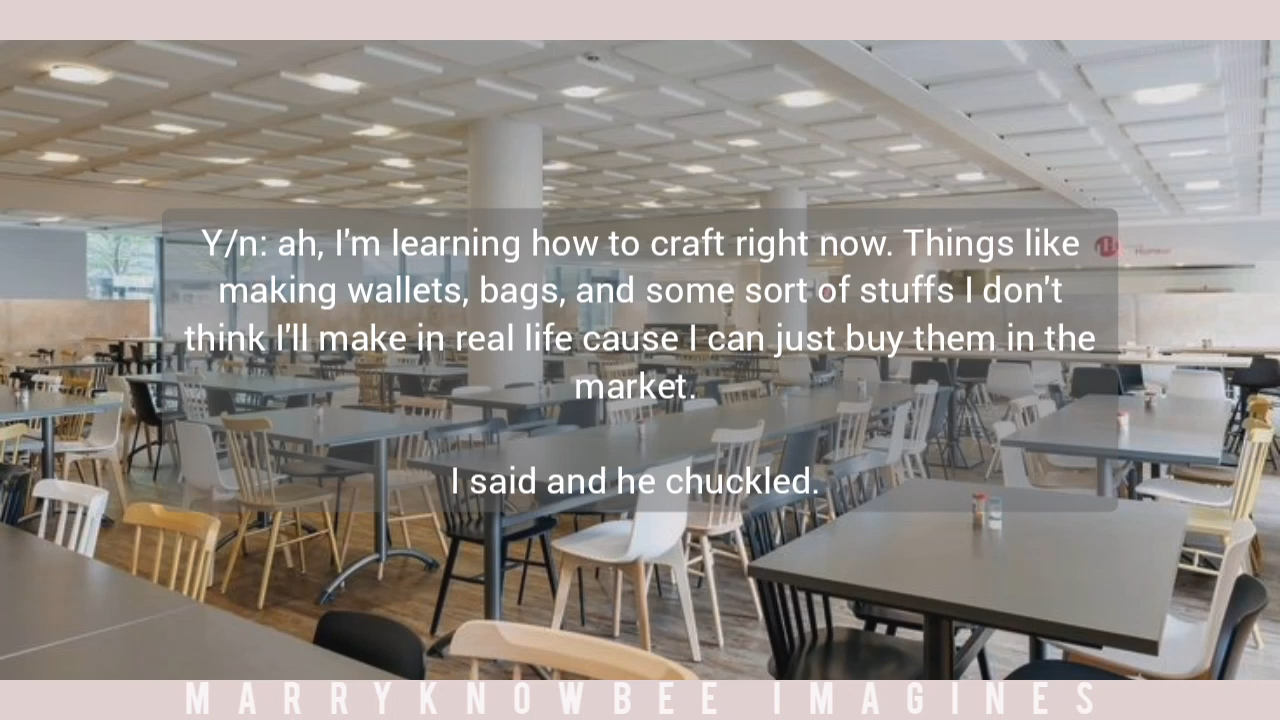 Y/n: ah, I'm learning how to craft right now. Things like
making wallets, bags, and some sort of stuffs I don't
think I'll make in real life cause I can just buy them in the
market.
I said and he chuckled.
MARRYKNOWBEE IMAGINES